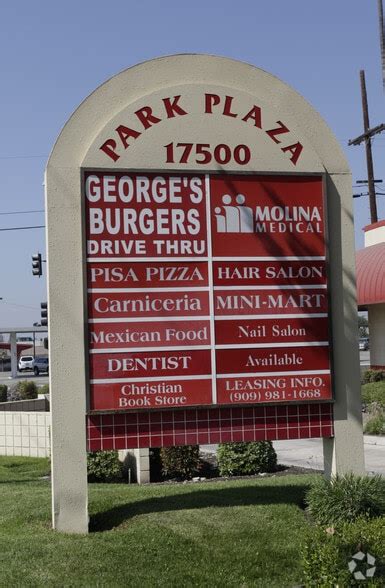 PARK PLAZA
17500
GEORGE'S
BURGERS
DRIVE THRU
MOLINA
MEDICAL
PISA PIZZA
HAIR SALON
Carniceria
MINI-MART
Mexican Food
Nail Salon
DENTIST
Available
Christian
Book Store
LEASING INFO.
(909) 981-1668